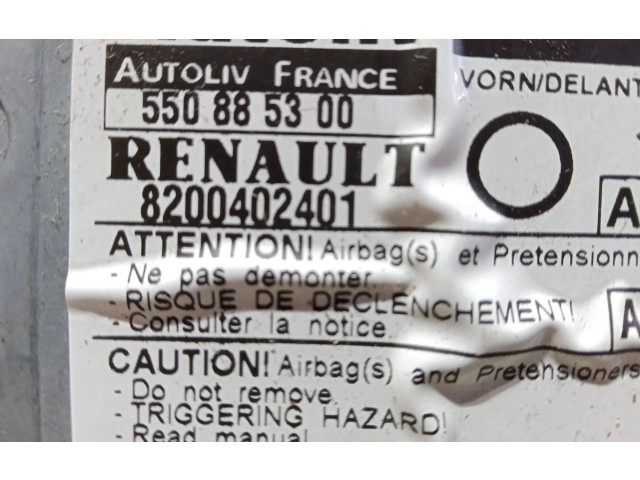 AUTOLIV FRANCE
VORN/DELANT
550 88 53 00
RENAULT
8200402401
A
ATTENTION! Airbag(s) et Pretensionn
- Ne pas demonter.
- RISQUE DE DECLENCHEMENT!
A
- Consulter la notice.
CAUTION! Airbag(s) and Pretensioners
- Do not remove.
- TRIGGERING HAZARD!
- Read manual